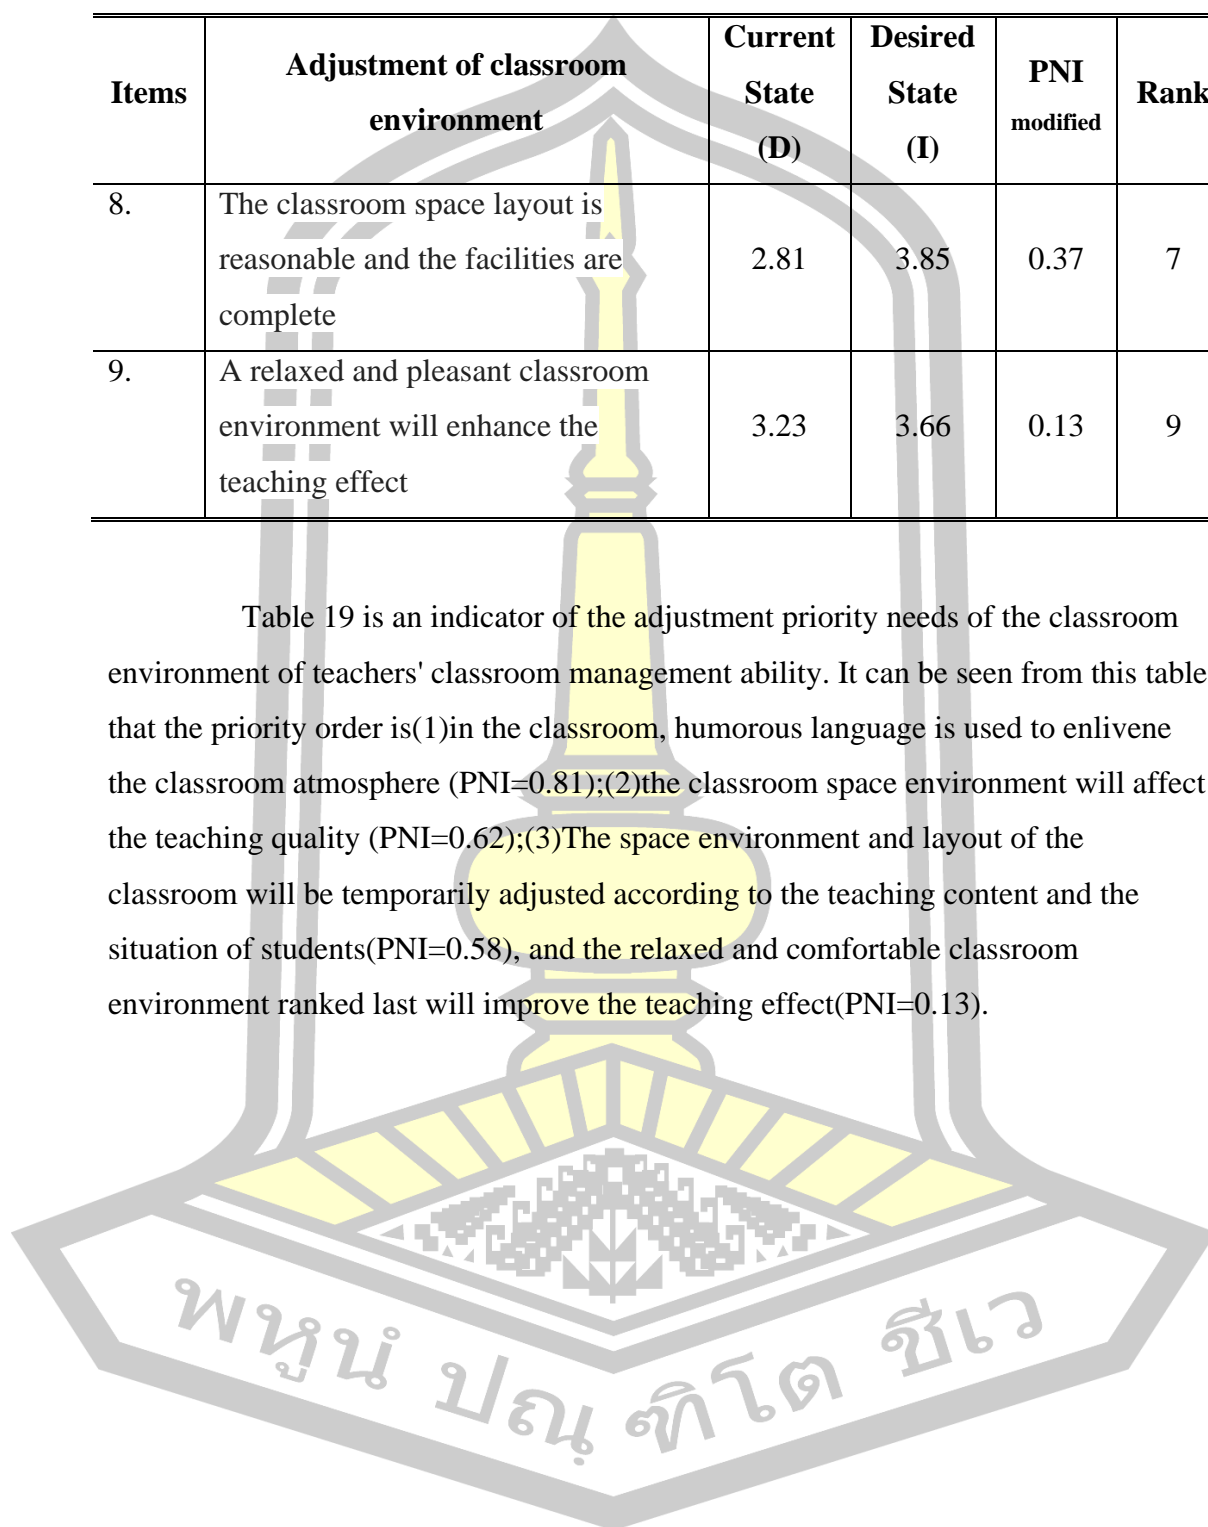 Items Adjustment of classroom environment Current State (D) Desired State (I) PNI modified Rank
8. The classroom space layout is
reasonable and the facilities are 2.81 3.85 0.37 7
complete
9. A relaxed and pleasant classroom
environment will enhance the 3.23 3.66 0.13 9
teaching effect
Table 19 is an indicator of the adjustment priority needs of the classroom
environment of teachers' classroom management ability. It can be seen from this table
that the priority order is(1)in the classroom, humorous language is used to enlivene
the classroom atmosphere (PNI=0.81);(2)the classroom space environment will affect
the teaching quality (PNI=0.62);(3)The space environment and layout of the
classroom will be temporarily adjusted according to the teaching content and the
situation of students(PNI=0.58), and the relaxed and comfortable classroom
environment ranked last will improve the teaching effect(PNI=0.13).
พหูนํ ปณฺฑิโต ชีเว